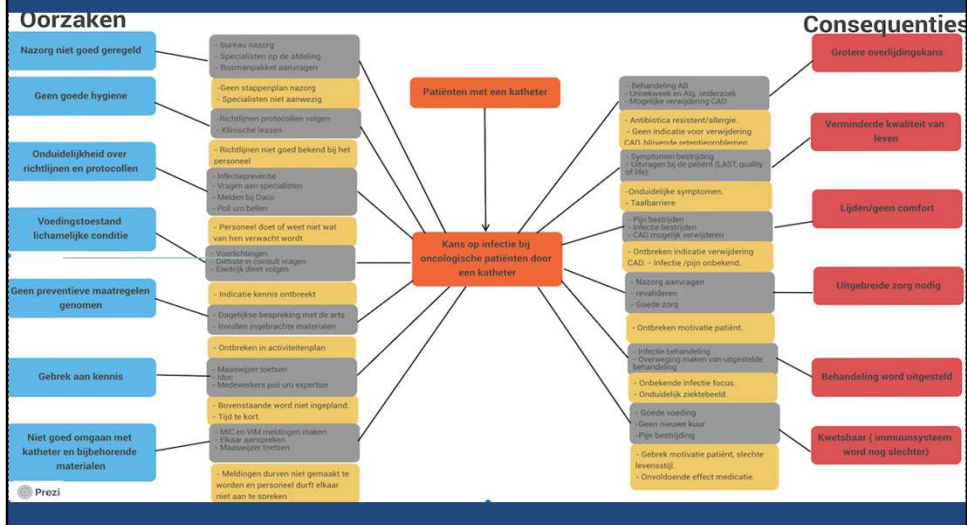 Oorzaken
Consequenties
Nazorg niet goed geregeld
- bureau nazorg
- Specialisten op de afdeling
- Bosmanpakket aanvragen
-Geen stappenplan nazorg
- Specialisten niet aanwezig
Geen goede hygiene
-Richtlijnen protocollen volgen
- Klinische lessen
- Richtlijnen niet goed bekend bij het
personeel
Onduidelijkheid over
richtlijnen en protocollen
- Infectiepreventie
- Vragen aan specialisten
- Melden bij Daco
- Poli uro bellen
- Personeel doet of weet niet wat
van hen verwacht wordt.
Voedingstoestand
lichamelijke conditie
- Voorlichtingen
- Diëtiste in consult vragen
- Eiwitrijk dieet volgen
- Indicatie kennis ontbreekt
Geen preventieve maatregelen
genomen
- Dagelijkse bespreking met de arts
- Invullen ingebrachte materialen
- Ontbreken in activiteitenplan
Gebrek aan kennis
- Maaswijzer toetsen
- Idoc
- Medewerkers poli uro expertise
- Bovenstaande word niet ingepland.
- Tijd te kort.
Niet goed omgaan met
katheter en bijbehorende
materialen
- MIC en VIM meldingen maken
- Elkaar aanspreken
- Maaswijzer toetsen
- Meldingen durven niet gemaakt te
worden en personeel durft elkaar
niet aan te spreken
Patiënten met een katheter
Kans op infectie bij
oncologische patiënten door
een katheter
- Behandeling AB
- Urinekweek en Alg. onderzoek
- Mogelijke verwijdering CAD
Grotere overlijdingskans
- Antibiotica resistent/allergie.
- Geen indicatie voor verwijdering
CAD, blijvende retentieproblemen
- Symptomen bestrijding
- Uitvragen bij de patiënt (LAST, quality
of life).
Verminderde kwaliteit van
leven
-Onduidelijke symptomen.
- Taalbarriere
- Pijn bestrijden
- Infectie bestrijden
- CAD mogelijk verwijderen
Lijden/geen comfort
- Ontbreken indicatie verwijdering
CAD. - Infectie /pijn onbekend.
- Nazorg aanvragen
- revalideren
- Goede zorg
Uitgebreide zorg nodig
- Ontbreken motivatie patiënt.
- Infectie behandeling
- Overweging maken van uitgestelde
behandeling
Behandeling word uitgesteld
- Onbekende infectie focus.
- Onduidelijk ziektebeeld.
- Goede voeding
-Geen nieuwe kuur
-Pijn bestrijding
Kwetsbaar ( immuunsysteem
word nog slechter)
- Gebrek motivatie patiënt, slechte
levensstijl.
- Onvoldoende effect medicatie.
Prezi